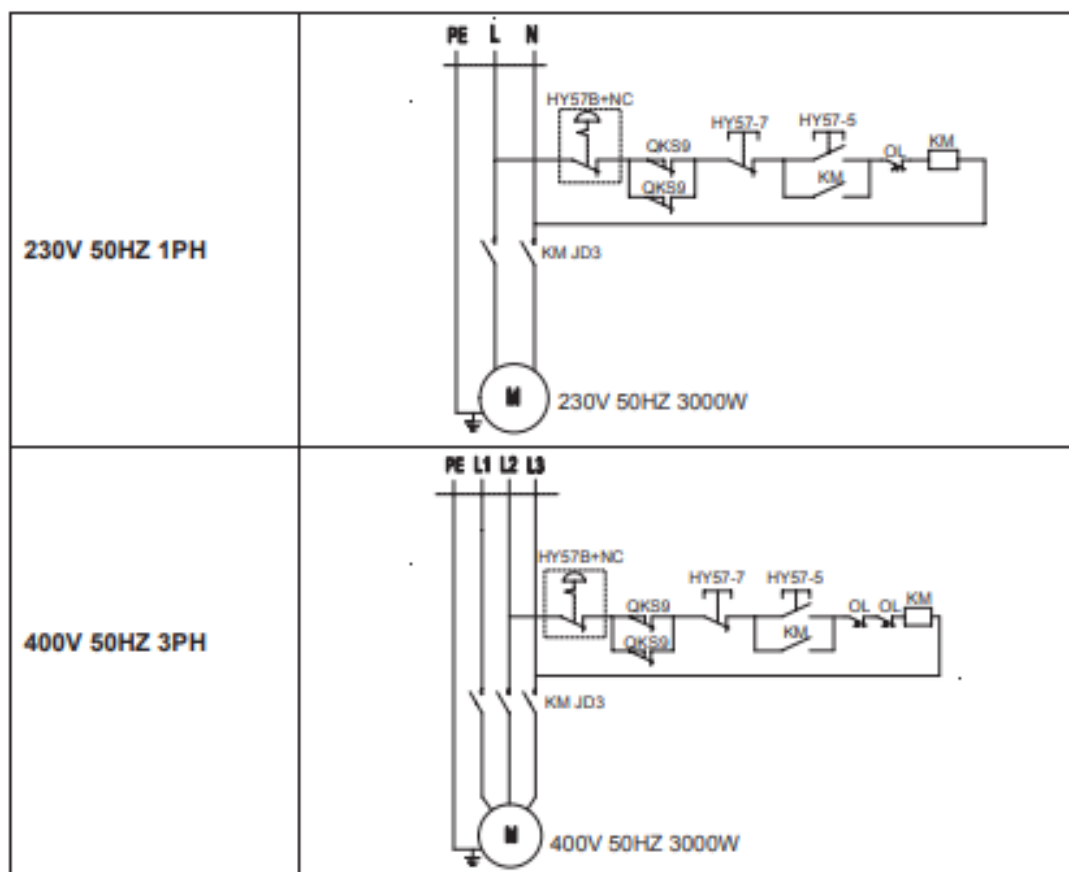 PE L N
HY57B+NC
HY57-7 HY57-5
OL KM
QKS9
QKS9 KM
230V 50HZ 1PH
KM JD3
M
230V 50HZ 3000W
PE L1 L2 L3
HY57B+NC
HY57-7 HY57-5
QKS9 OL OL KM
QKS9 KM
400V 50HZ 3PH
KM JD3
M
400V 50HZ 3000W